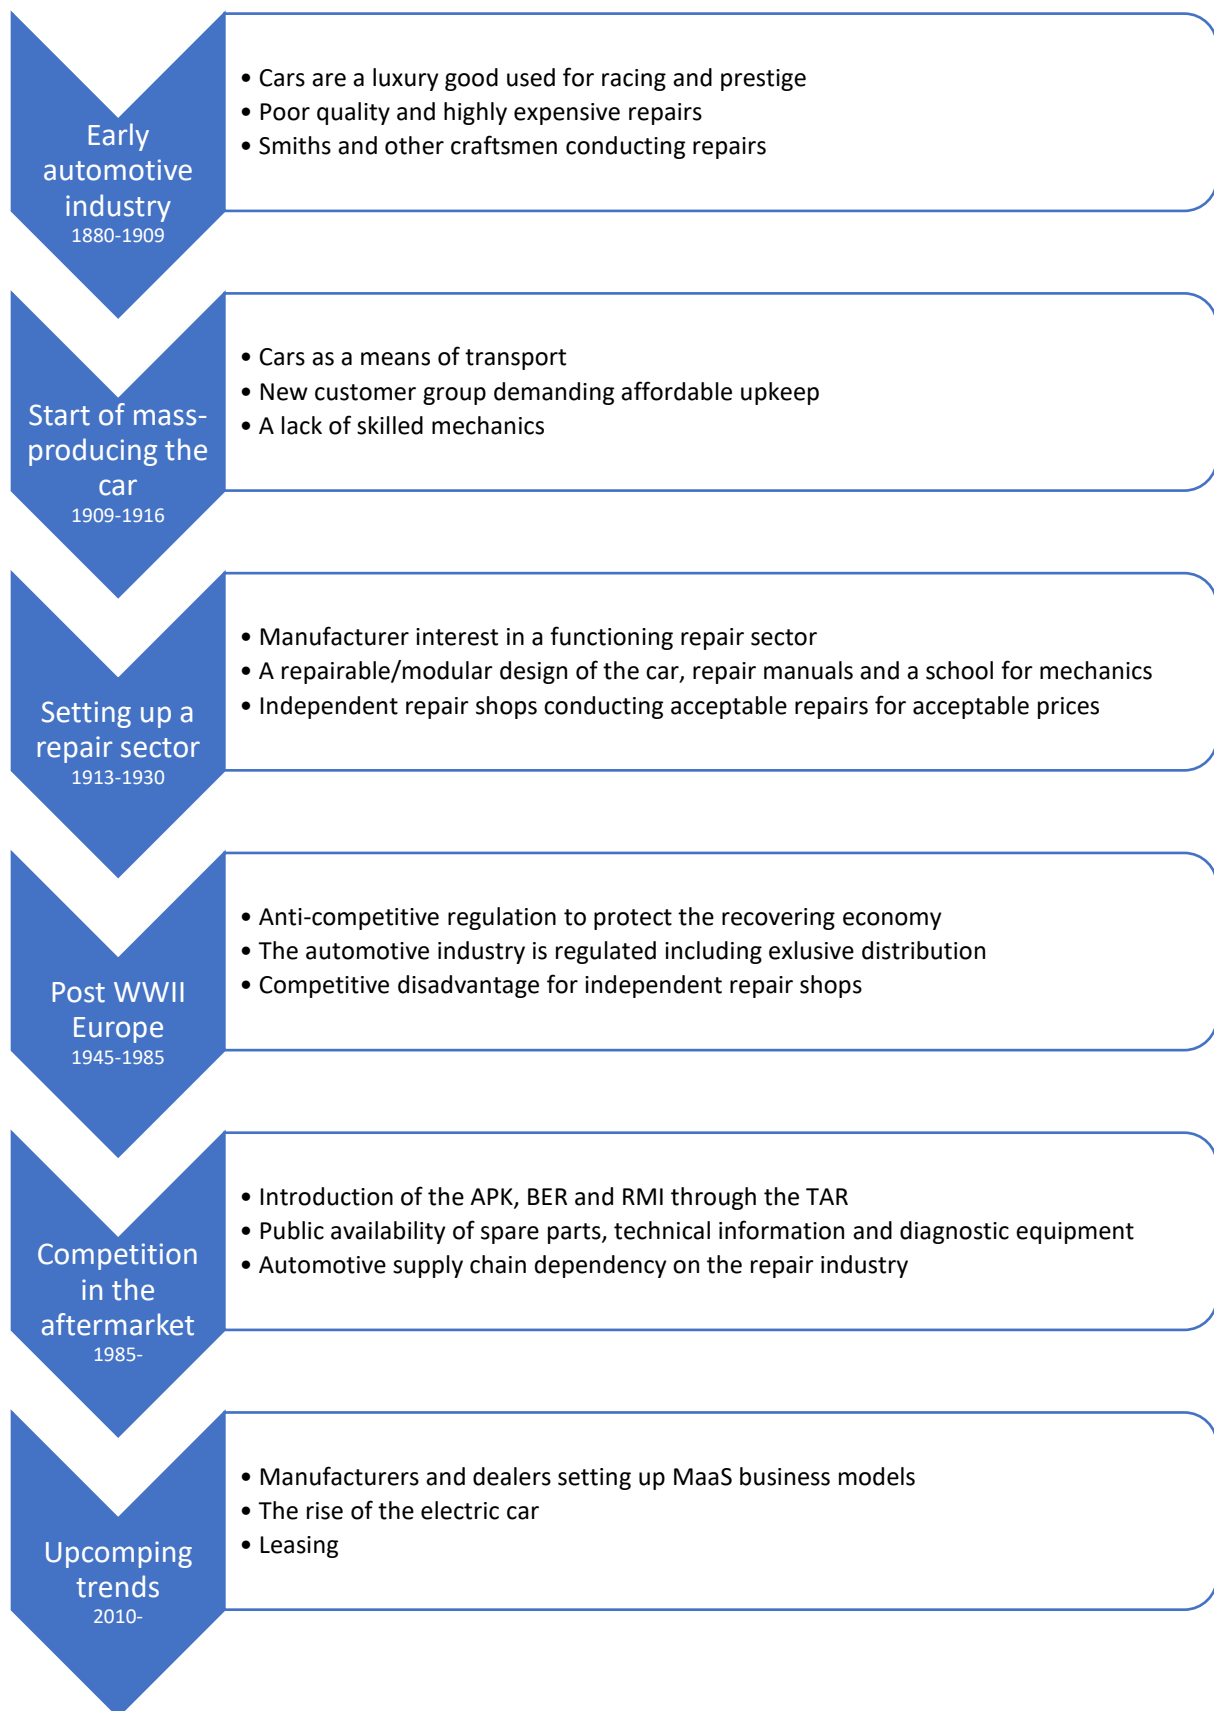 Early
automotive
industry
1880-1909
• Cars are a luxury good used for racing and prestige
• Poor quality and highly expensive repairs
• Smiths and other craftsmen conducting repairs
Start of mass-
producing the
car
1909-1916
• Cars as a means of transport
• New customer group demanding affordable upkeep
• A lack of skilled mechanics
Setting up a
repair sector
1913-1930
• Manufacturer interest in a functioning repair sector
• A repairable/modular design of the car, repair manuals and a school for mechanics
• Independent repair shops conducting acceptable repairs for acceptable prices
Post WWII
Europe
1945-1985
• Anti-competitive regulation to protect the recovering economy
• The automotive industry is regulated including exlusive distribution
• Competitive disadvantage for independent repair shops
Competition
in the
aftermarket
1985-
• Introduction of the APK, BER and RMI through the TAR
• Public availability of spare parts, technical information and diagnostic equipment
• Automotive supply chain dependency on the repair industry
Upcomping
trends
2010-
• Manufacturers and dealers setting up MaaS business models
• The rise of the electric car
• Leasing